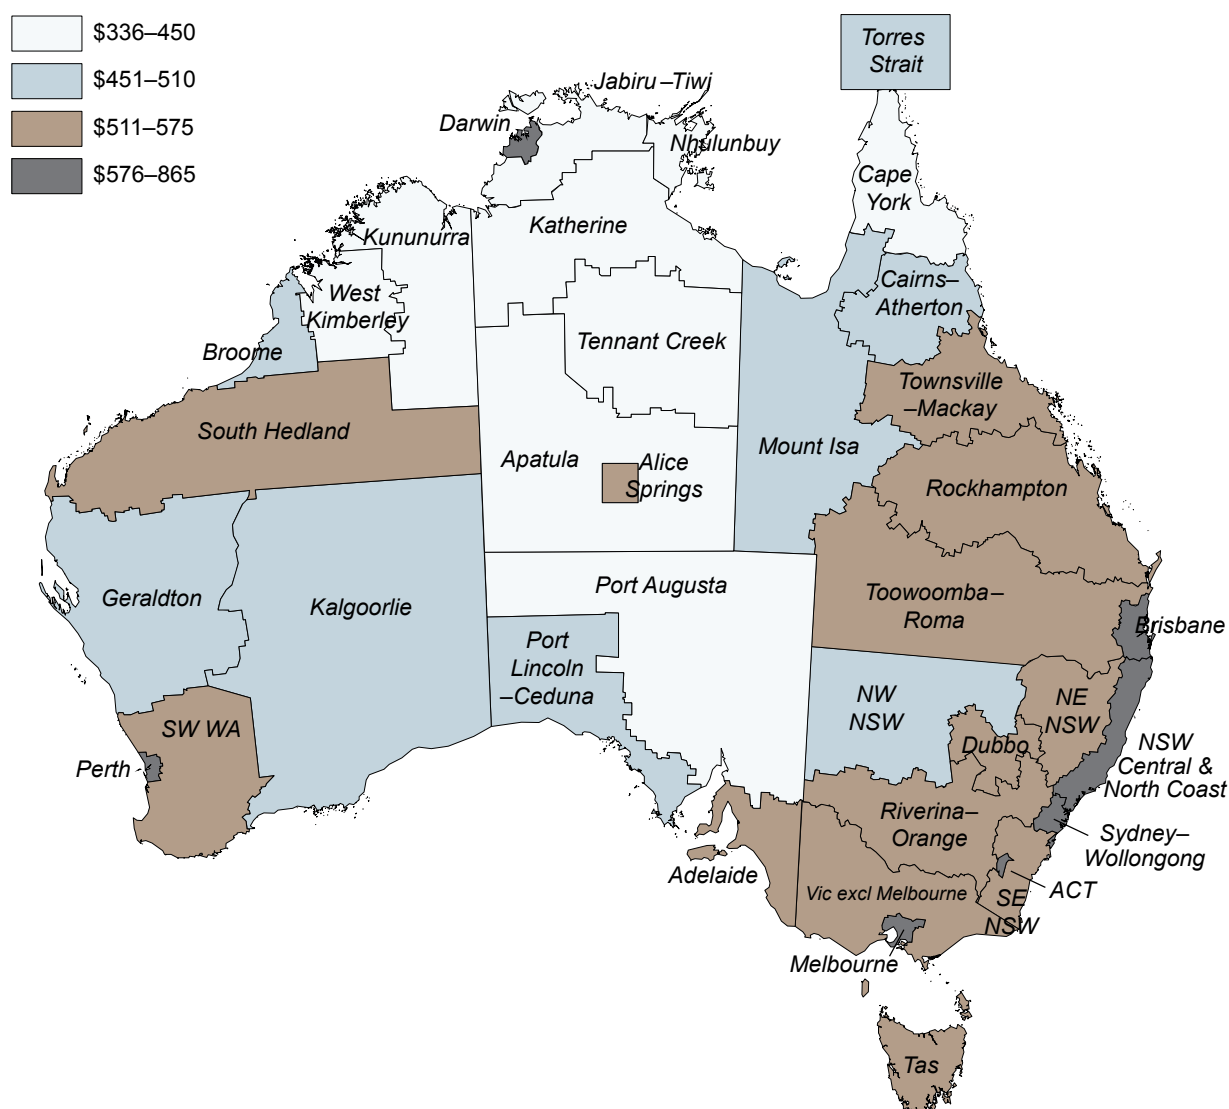 $336–450
$451–510
$511–575
$576–865
Torres
Strait
Jabiru –Tiwj
Darwin
Nhulunbuy
Cape
York
Katherine
Kununurra
West
Kimberley
Cairns–
Atherton
Broome
Tennant Creek
Townsville
–Mackay
South Hedland
Mount Isa
Apatula
Alice
Springs
Rockhampton
Port Augusta
Geraldton
Kalgoorlie
Toowoomba–
Roma
Brisbane
Port
Lincoln
–Ceduna
NW
NSW
NE
NSW
SW WA
Dubbo
NSW
Central &
North Coast
Perth
Riverina–
Orange
Sydney–
Wollongong
Adelaide
Vic excl Melbourne
ACT
SE
NSW
Melbourne
Tas